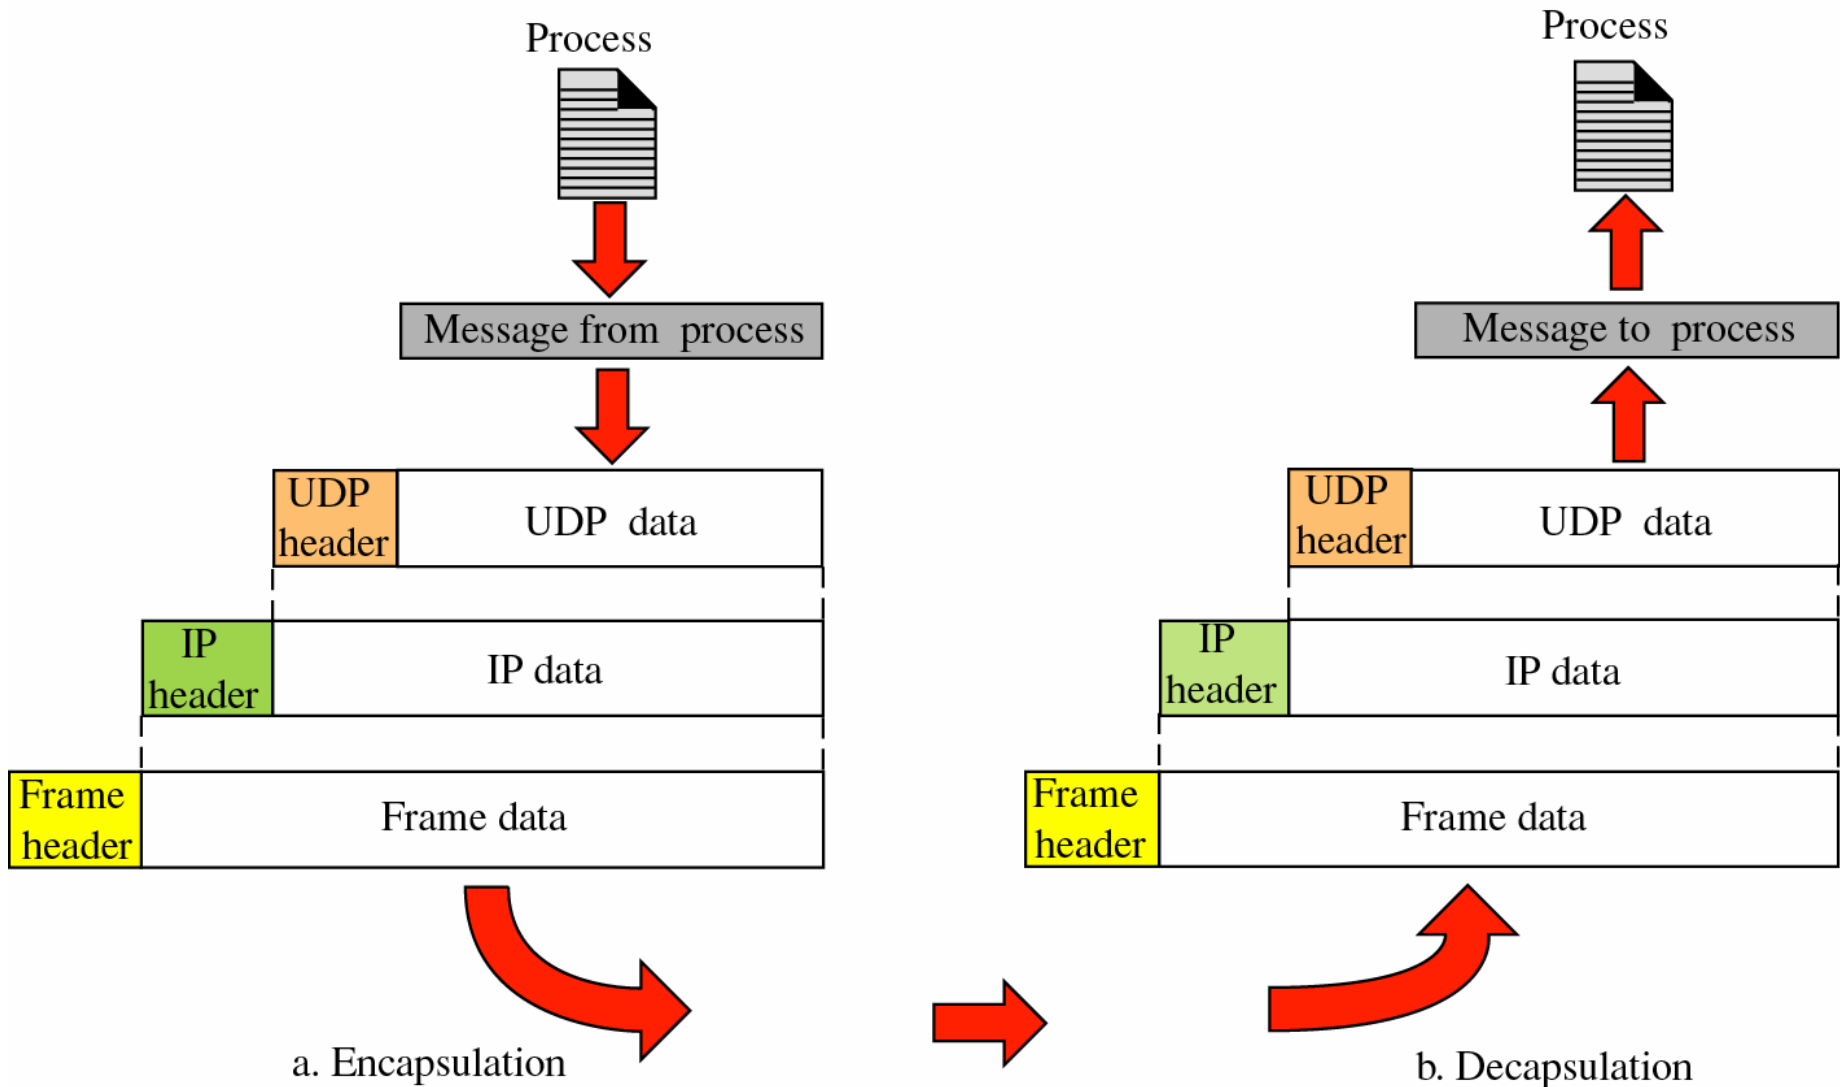 Process
Message from process
UDP
header
UDP data
IP
header
IP data
Frame
header
Frame data
a. Encapsulation
Process
Message to process
UDP
header
UDP data
IP
header
IP data
Frame
header
Frame data
b. Decapsulation